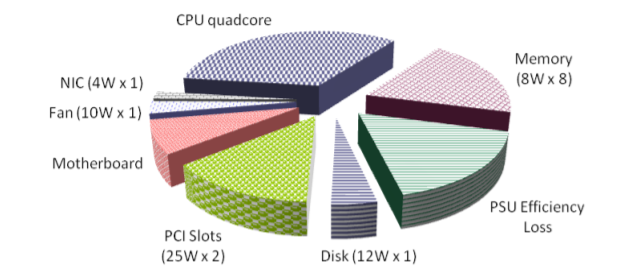 CPU quadcore
Memory
(8W x 8)
NIC (4W x 1)
Fan (10W x 1)
Motherboard
PSU Efficiency
Loss
PCI Slots
(25W x 2)
Disk (12W x 1)